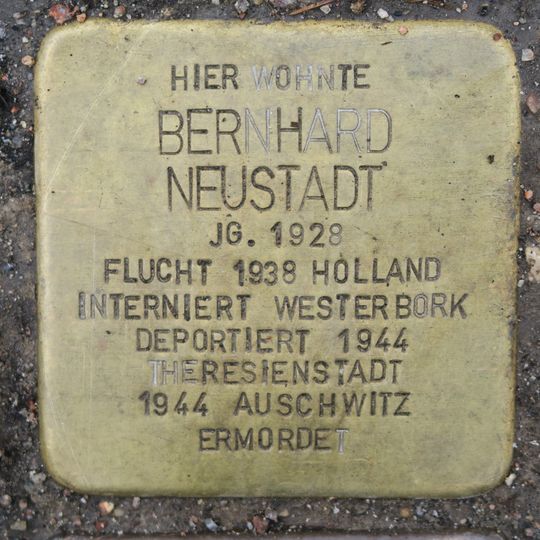 HIER WOHNTE
BERNHARD
NEUSTADT
JG. 1928
FLUCHT 1938 HOLLAND
INTERNIERT WESTERBORK
DEPORTIERT 1944
THERESIENSTADT
1944 AUSCHWITZ
ERMORDET